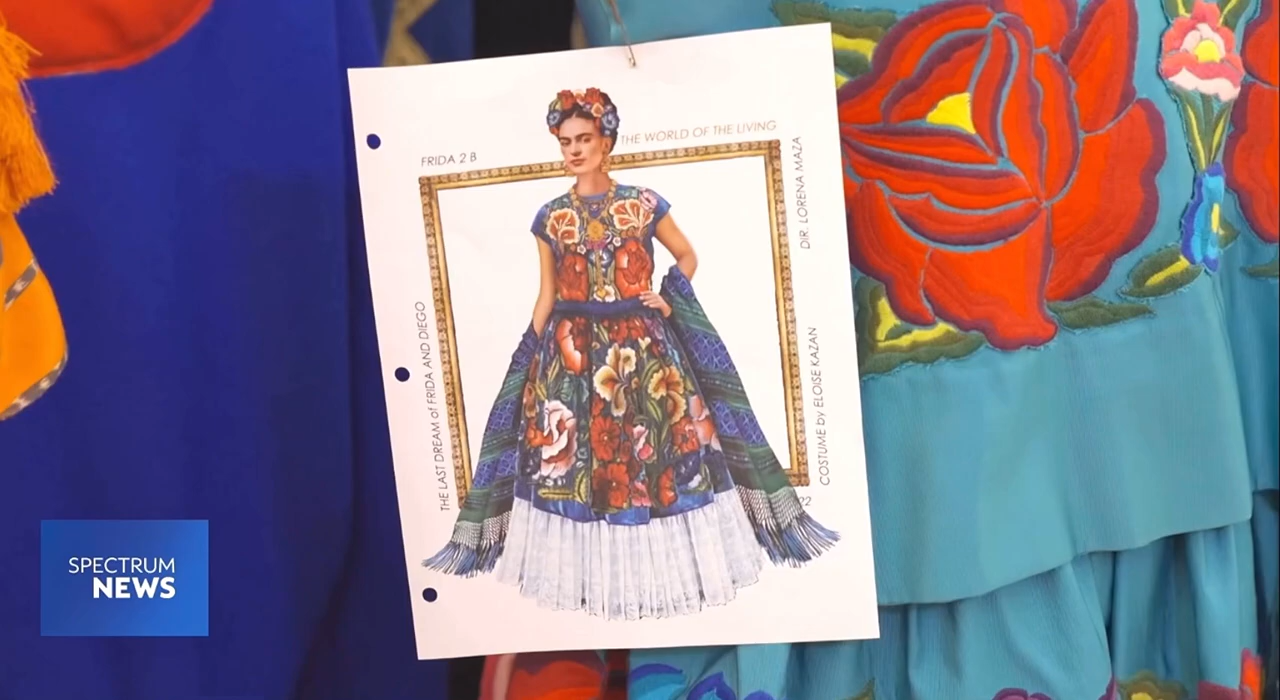 FRIDA 2 B
THE WORLD OF THE LIVING
DIR. LORENA MAZA
THE LAST DREAM of FRIDA AND DIEGO
COSTUME by ELOISE KAZAN
22
SPECTRUM
NEWS